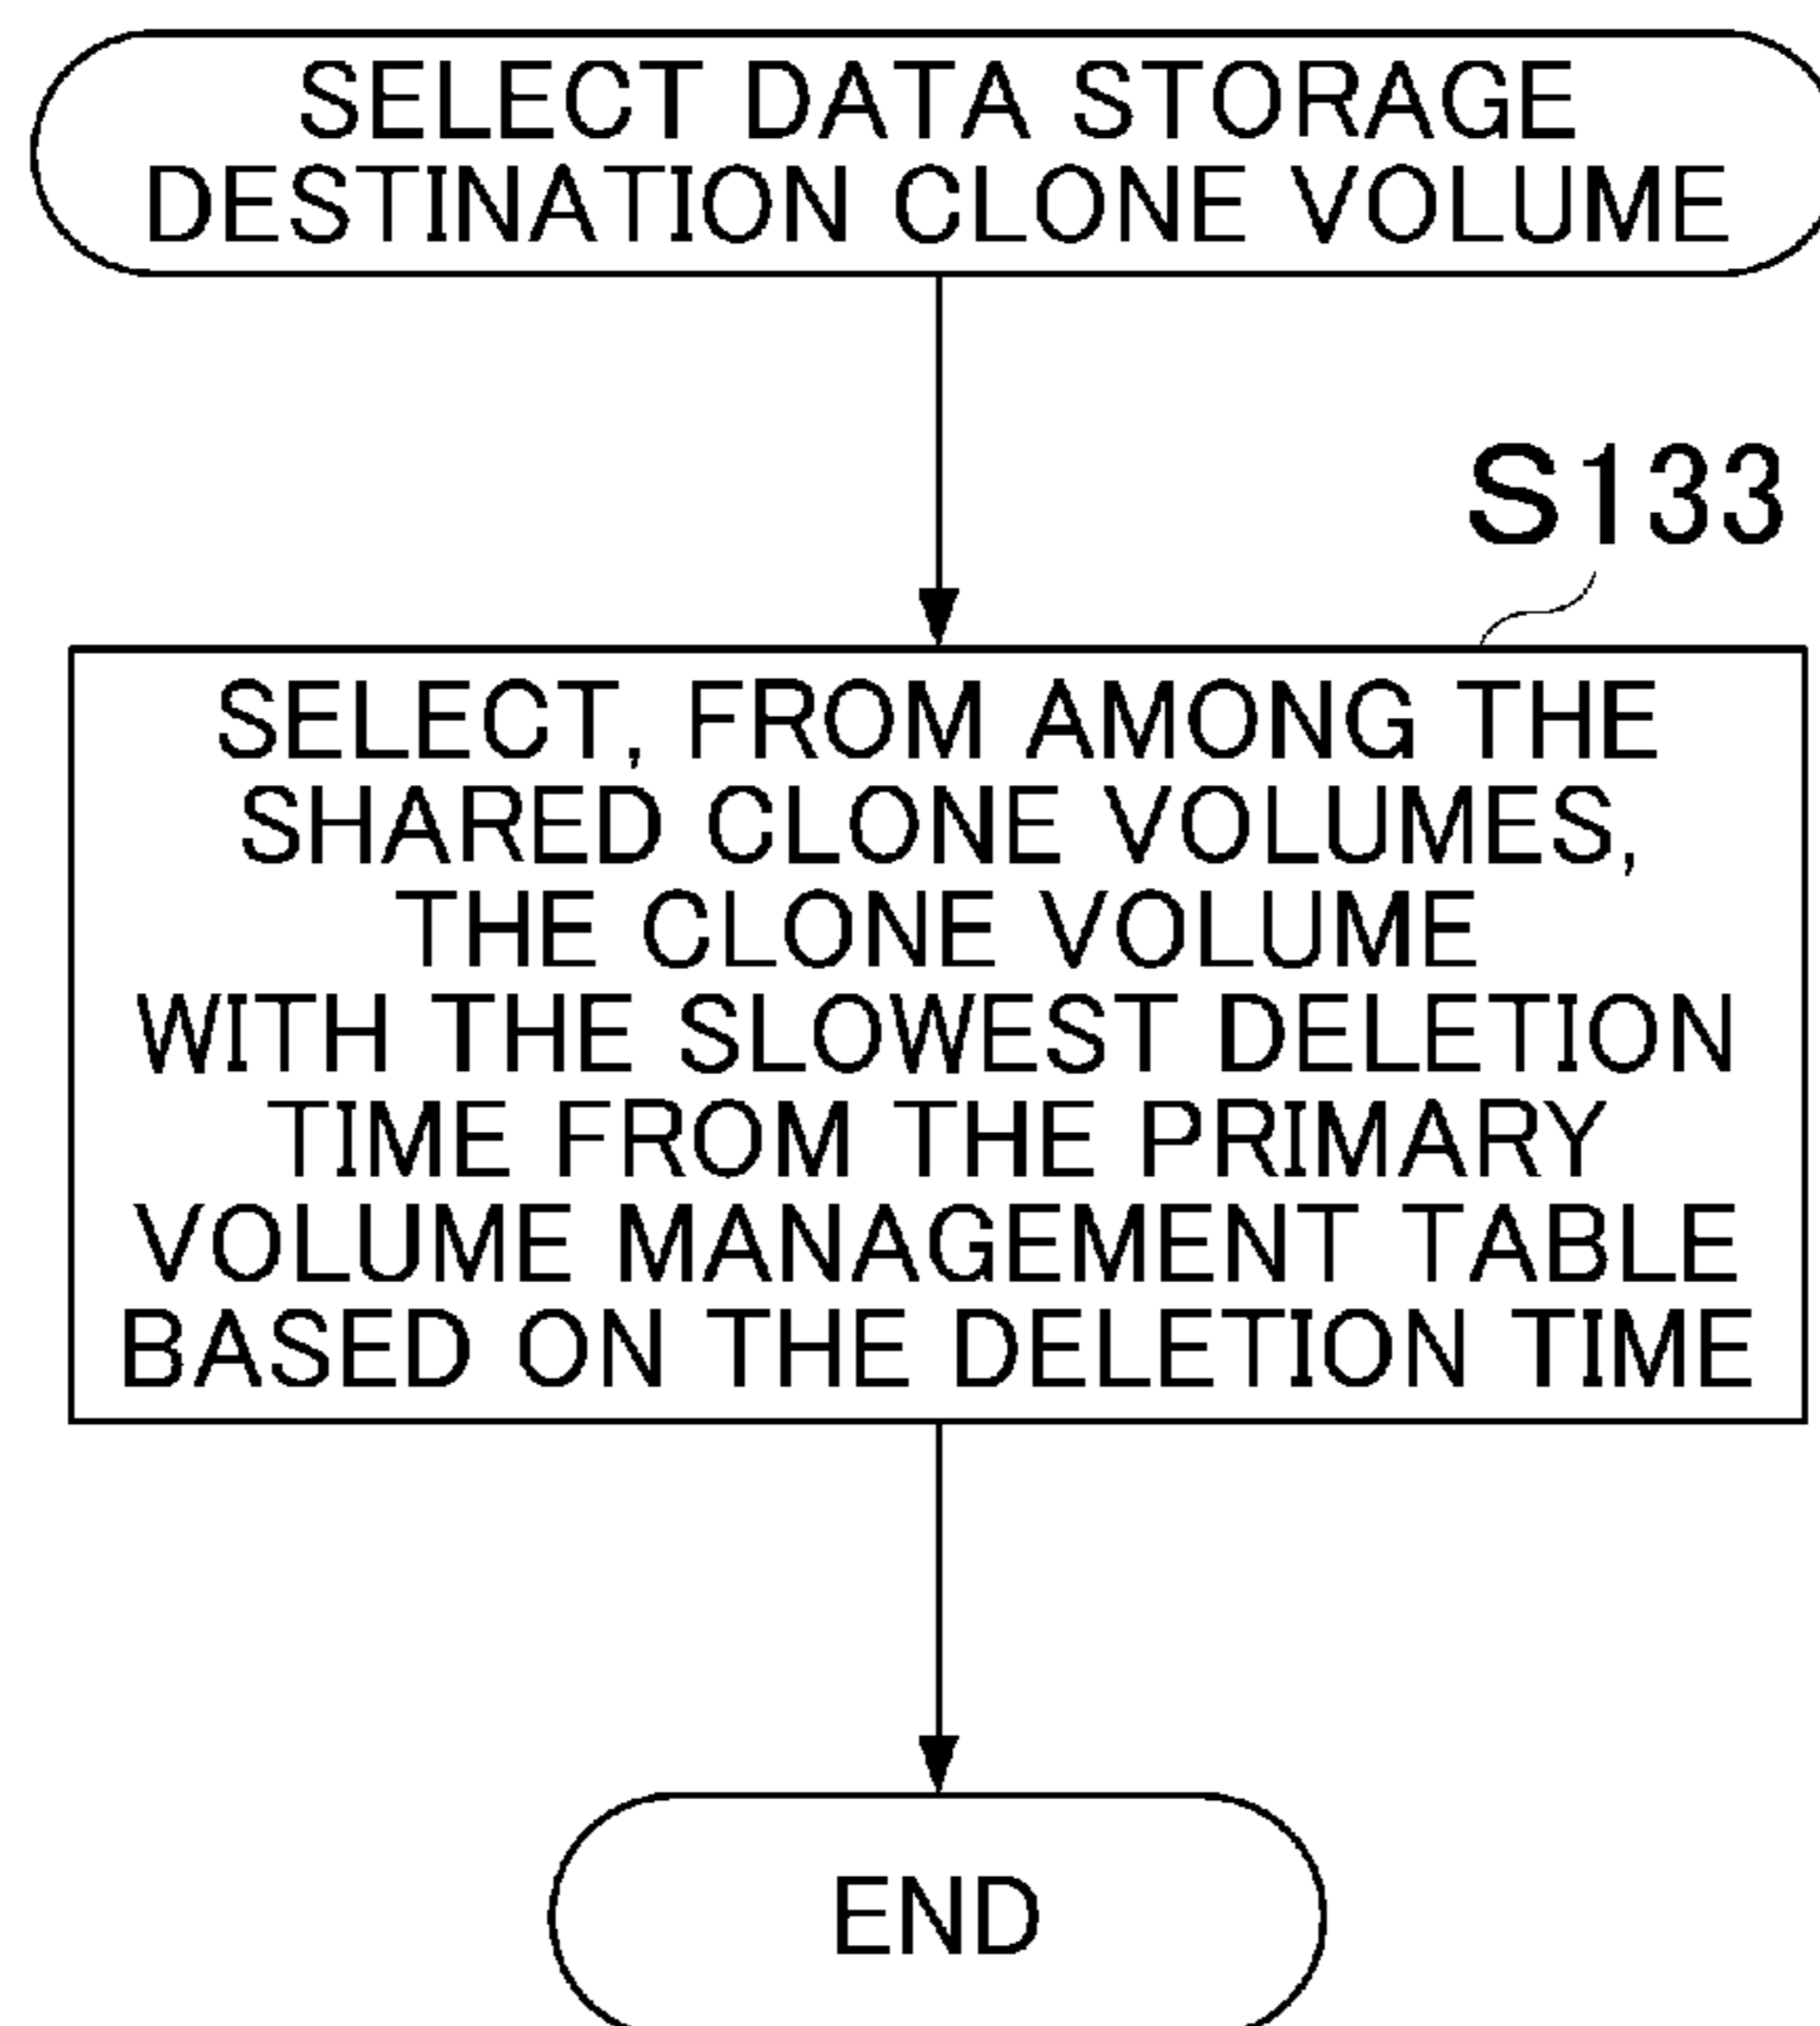 SELECT DATA STORAGE
DESTINATION CLONE VOLUME
S133
SELECT, FROM AMONG THE
SHARED CLONE VOLUMES,
THE CLONE VOLUME
WITH THE SLOWEST DELETION
TIME FROM THE PRIMARY
VOLUME MANAGEMENT TABLE
BASED ON THE DELETION TIME
END